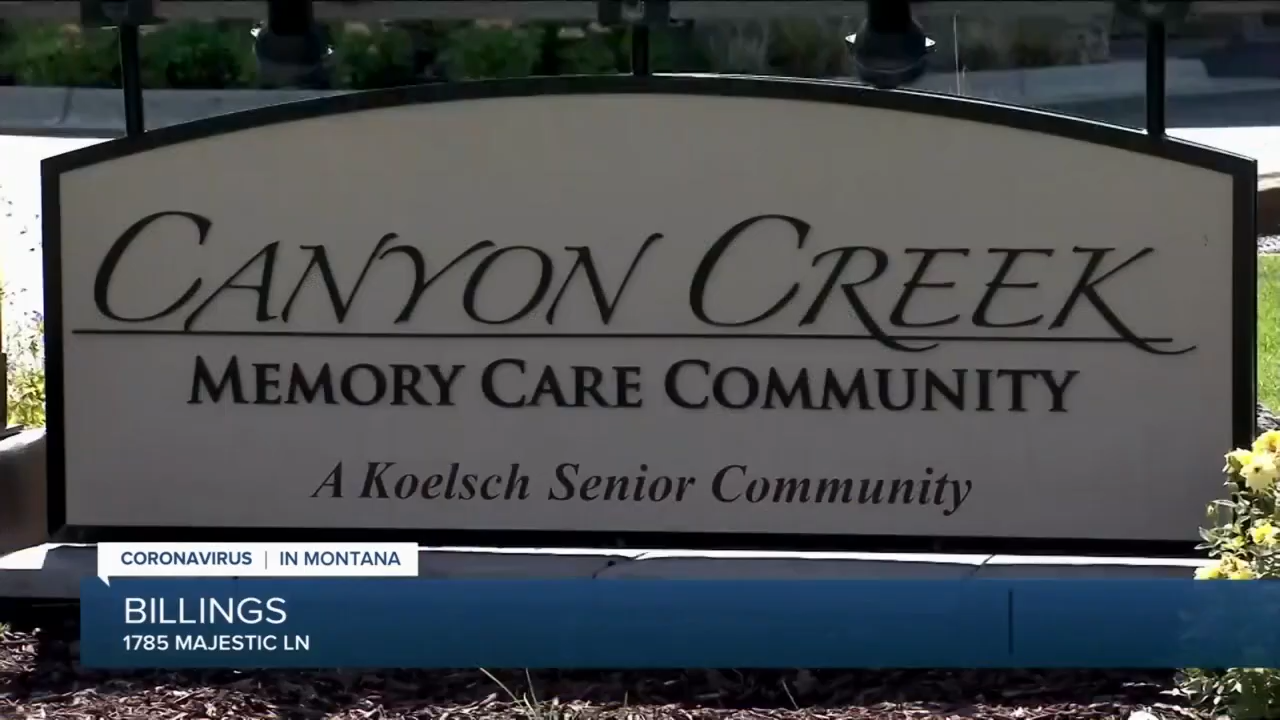 CANYON CREEK
MEMORY CARE COMMUNITY
A Koelsch Senior Community
CORONAVIRUS | IN MONTANA
BILLINGS
1785 MAJESTIC LN